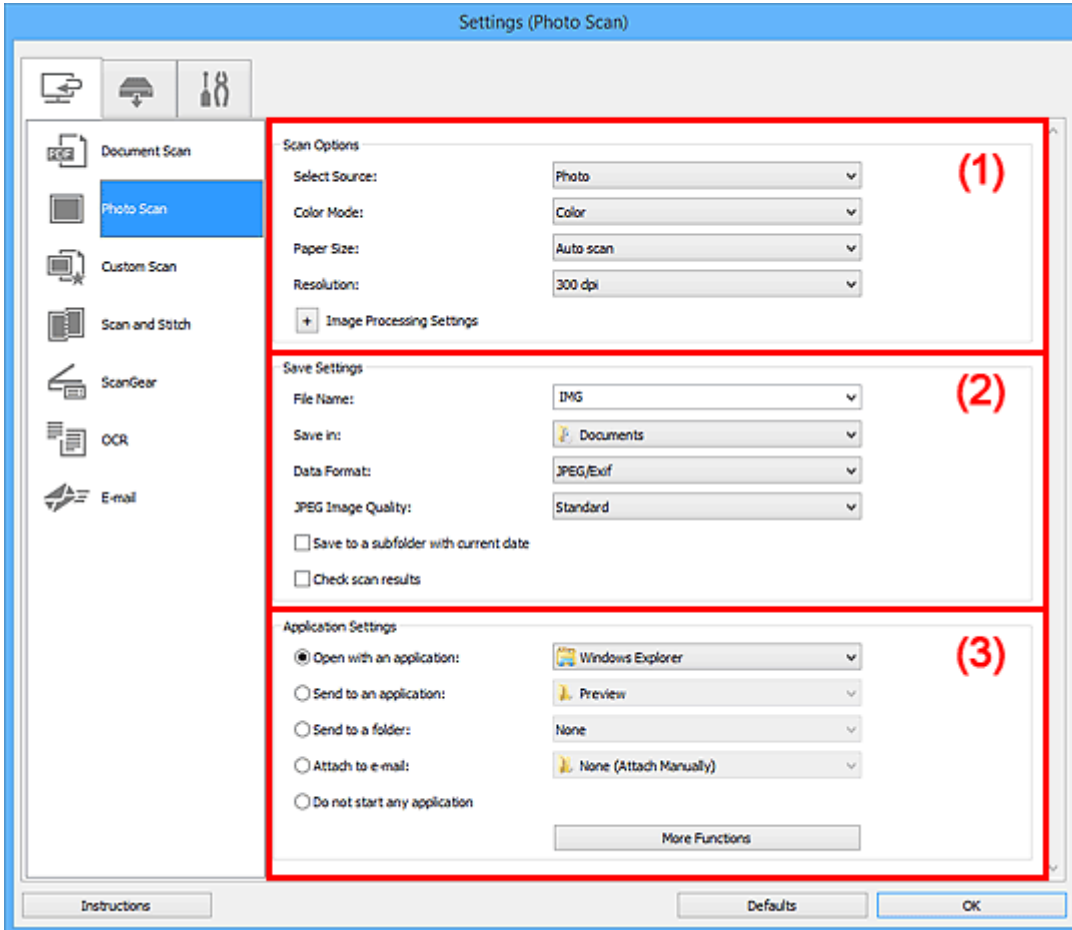 Settings (Photo Scan)
Document Scan
Photo Scan
Custom Scan
Scan and Stitch
ScanGear
OCR
E-mail
Scan Options
(1)
Select Source: Photo
Color Mode: Color
Paper Size: Auto scan
Resolution: 300 dpi
+ Image Processing Settings
Save Settings
(2)
File Name: IMG
Save in: Documents
Data Format: JPEG/Exif
JPEG Image Quality: Standard
Save to a subfolder with current date
Check scan results
Application Settings
(3)
Open with an application: Windows Explorer
Send to an application: Preview
Send to a folder: None
Attach to e-mail: None (Attach Manually)
Do not start any application
More Functions
Instructions Defaults OK